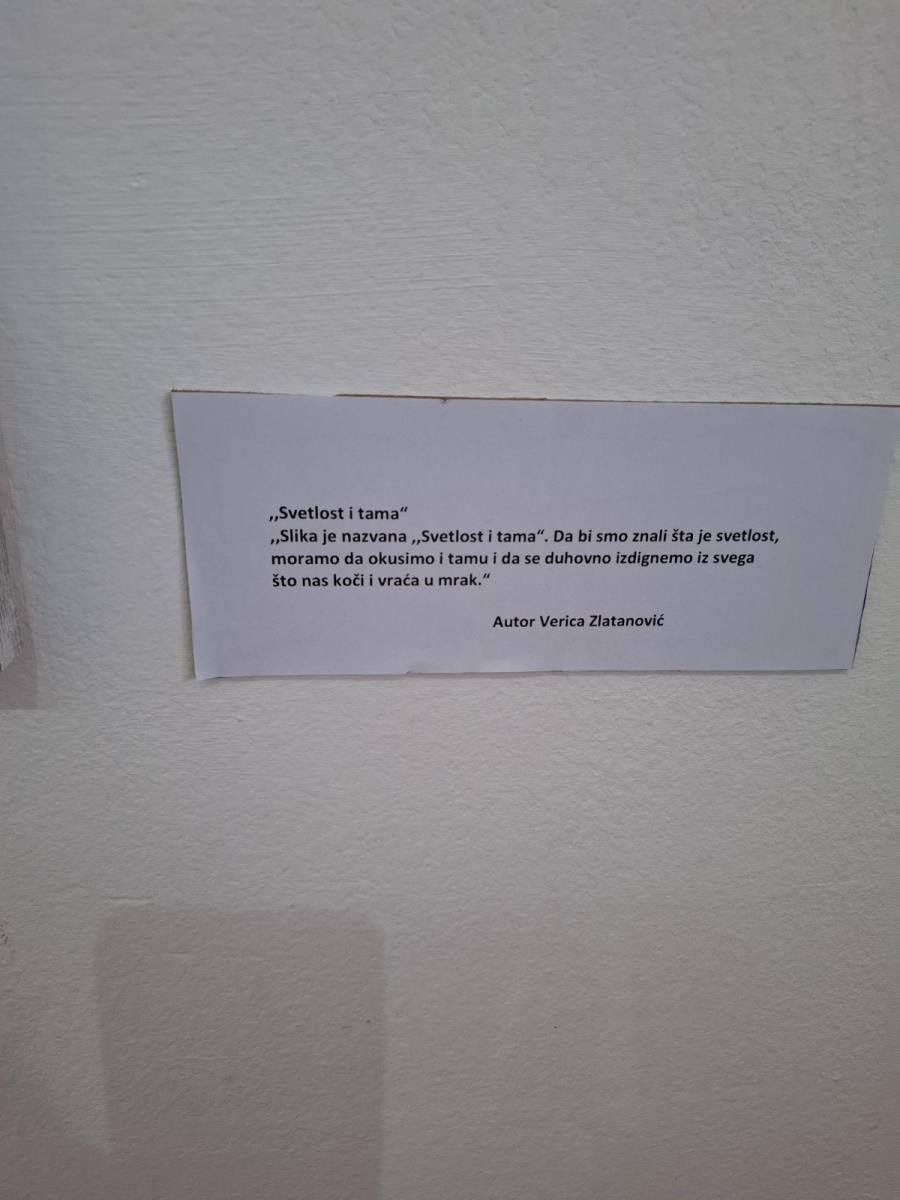 ,,Svetlost i tama“
,,Slika je nazvana ,,Svetlost i tama“. Da bi smo znali šta je svetlost,
moramo da okusimo i tamu i da se duhovno izdignemo iz svega
što nas koči i vraća u mrak.“
Autor Verica Zlatanović